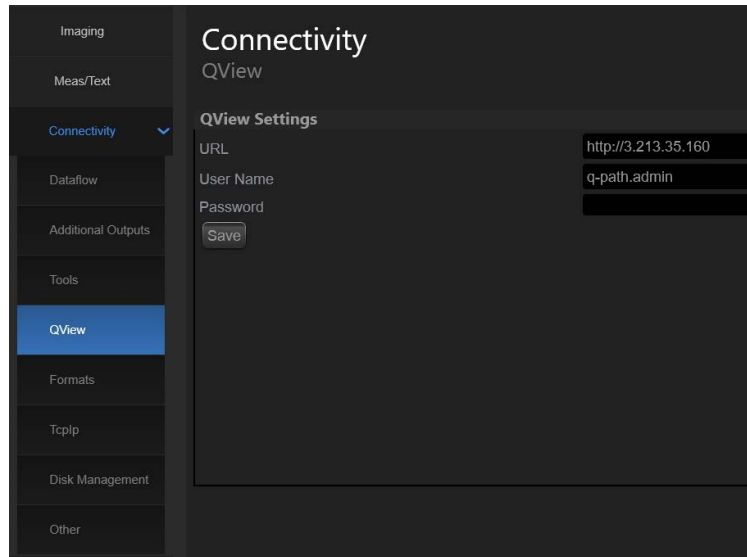 Imaging
Meas/Text
Connectivity
Dataflow
Additional Outputs
Tools
QView
Formats
TcpIp
Disk Management
Other
Connectivity
QView
QView Settings
URL
http://3.213.35.160
User Name
q-path.admin
Password
Save